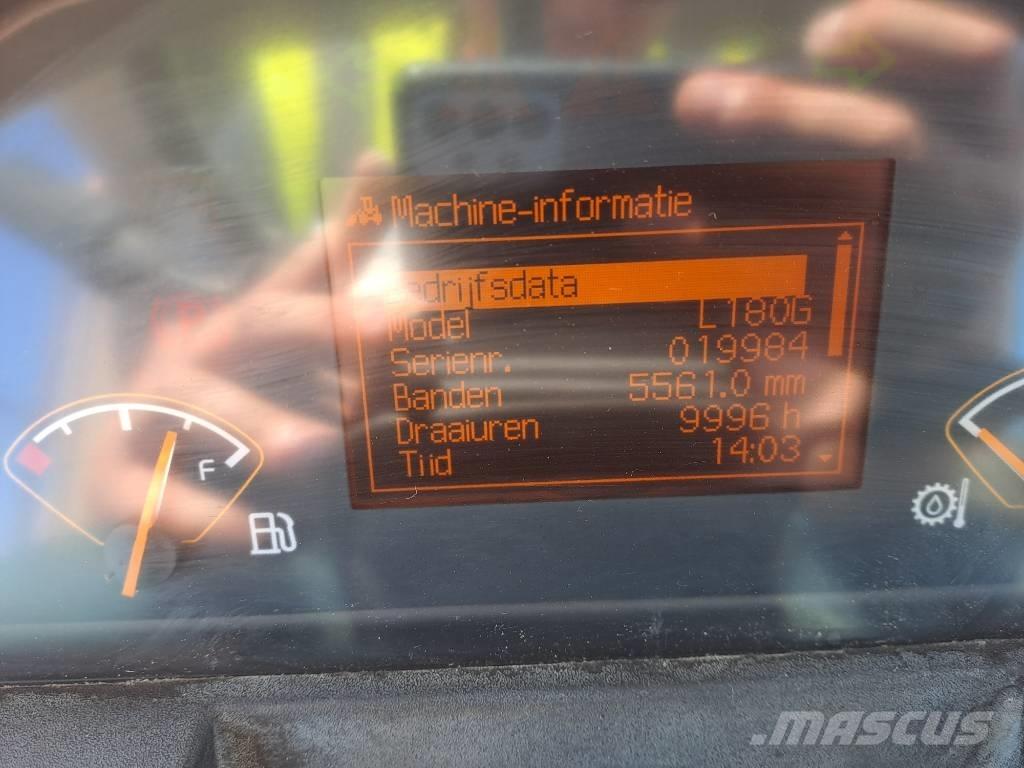 Machine-informatie
Bedrijfsdata
Model L180G
Serienr. 019984
Banden 5561.0 mm
Draaiuren 9996 h
Tijd 14:03
F
MASCUS